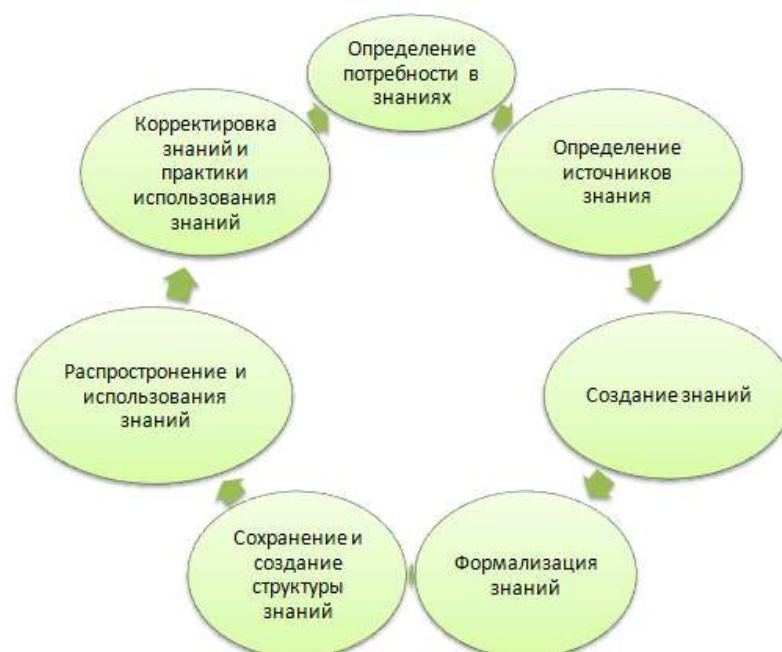 Определение
потребности в
знаниях
Определение
источников
знания
Создание знаний
Формализация
знаний
Сохранение и
создание
структуры
знаний
Распростронение и
использования
знаний
Корректировка
знаний и
практики
использования
знаний